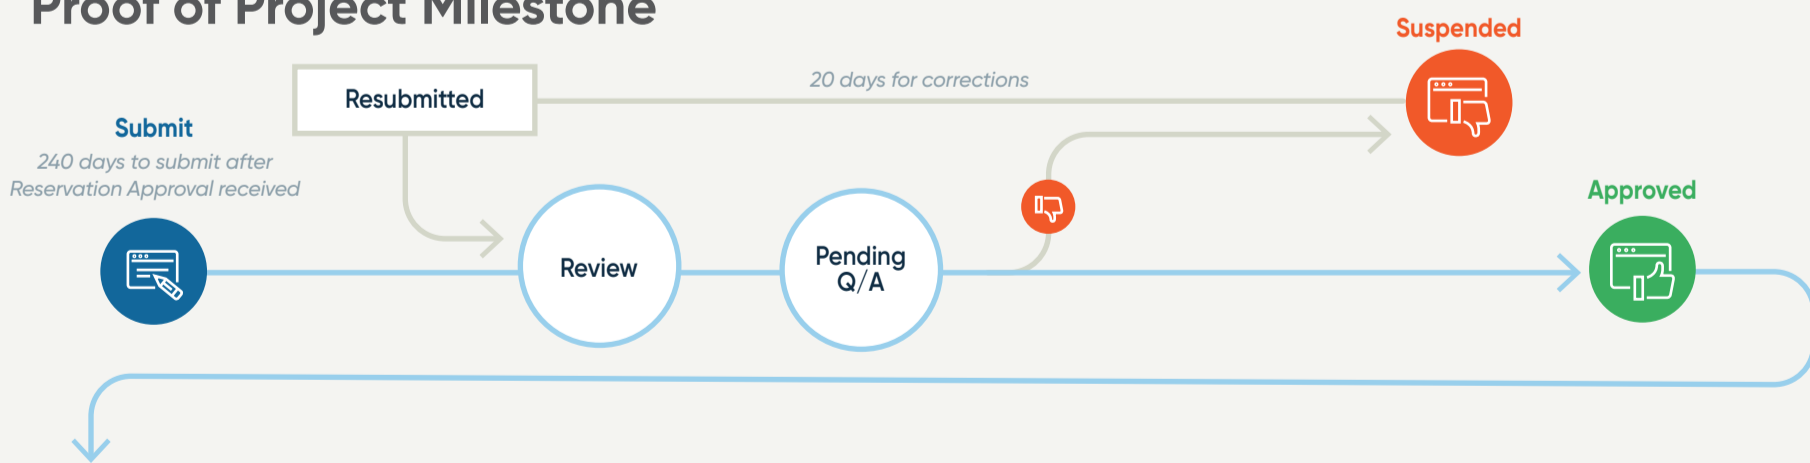 Proof of Project Milestone
Suspended
20 days for corrections
Resubmitted
Submit
240 days to submit after
Reservation Approval received
Approved
Review
Pending
Q/A